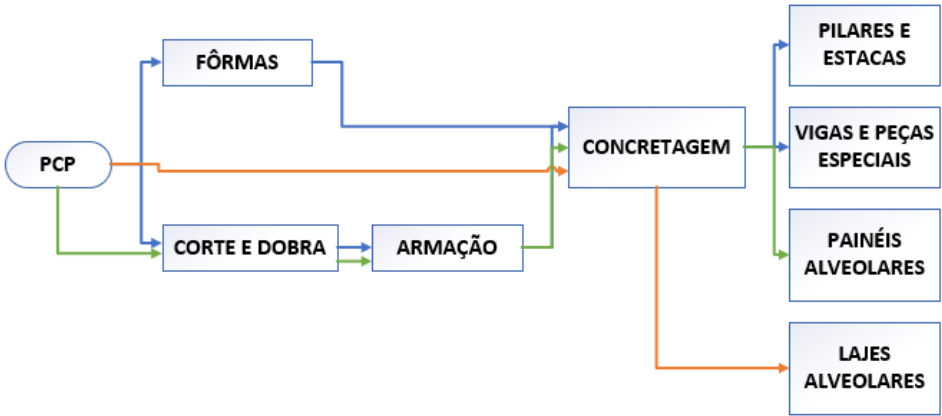 PCP
FÔRMAS
CORTE E DOBRA
ARMAÇÃO
CONCRETAGEM
PILARES E
ESTACAS
VIGAS E PEÇAS
ESPECIAIS
PAINÉIS
ALVEOLARES
LAJES
ALVEOLARES